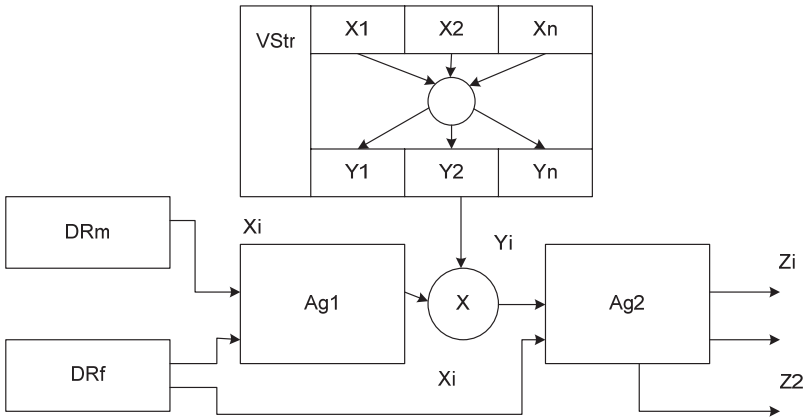 X1 X2 Xn
VStr
Y1 Y2 Yn
DRm
Xi
Yi
Ag1
X
Ag2
Zi
DRf
Xi
Z2